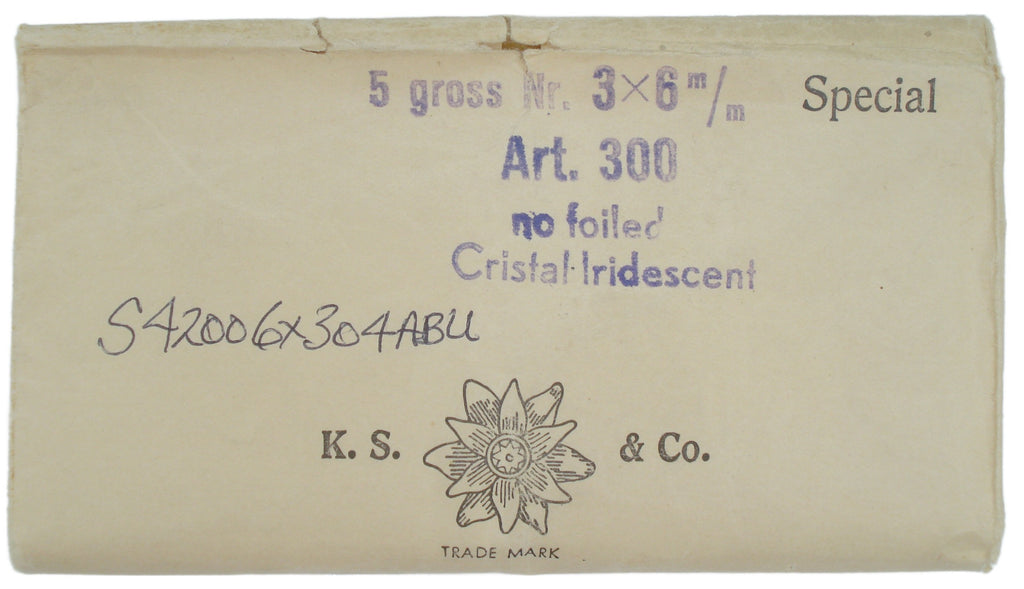 5 gross Nr. 3×6 m/m Special
Art. 300
no foiled
Cristal-Iridescent
S42006x304ABU
K. S. & Co.
TRADE MARK